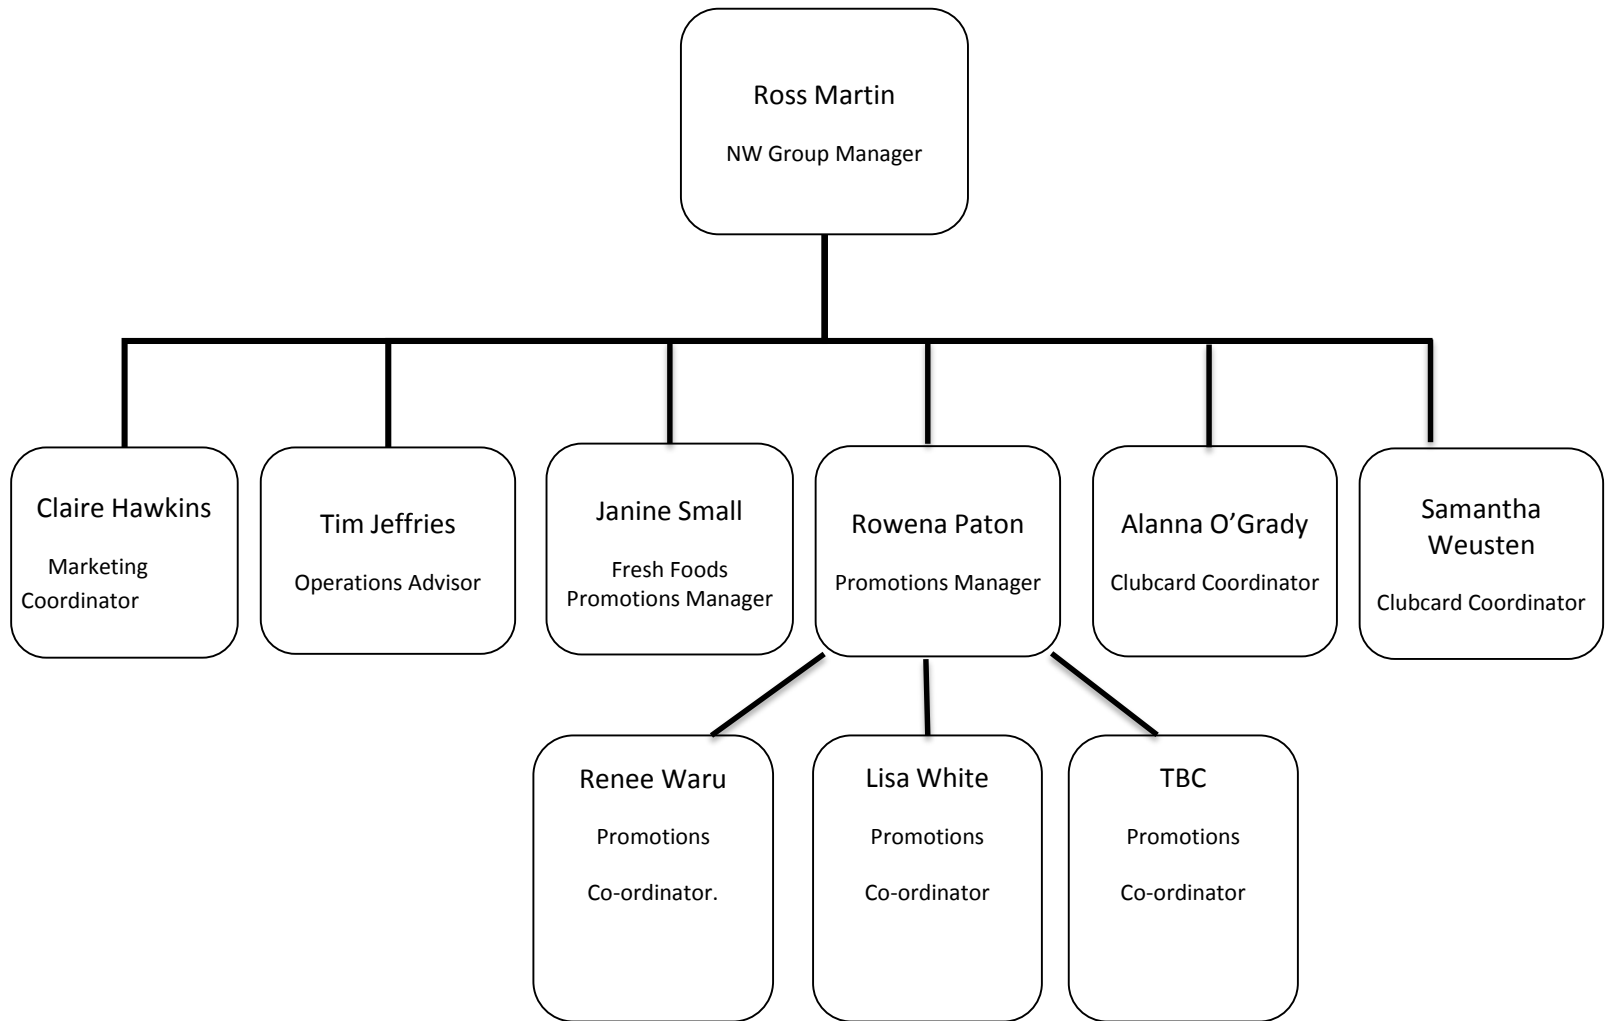 Ross Martin
NW Group Manager
Claire Hawkins
Marketing
Coordinator
Tim Jeffries
Operations Advisor
Janine Small
Fresh Foods
Promotions Manager
Rowena Paton
Promotions Manager
Alanna O’Grady
Clubcard Coordinator
Samantha
Weusten
Clubcard Coordinator
Renee Waru
Promotions
Co-ordinator.
Lisa White
Promotions
Co-ordinator
TBC
Promotions
Co-ordinator